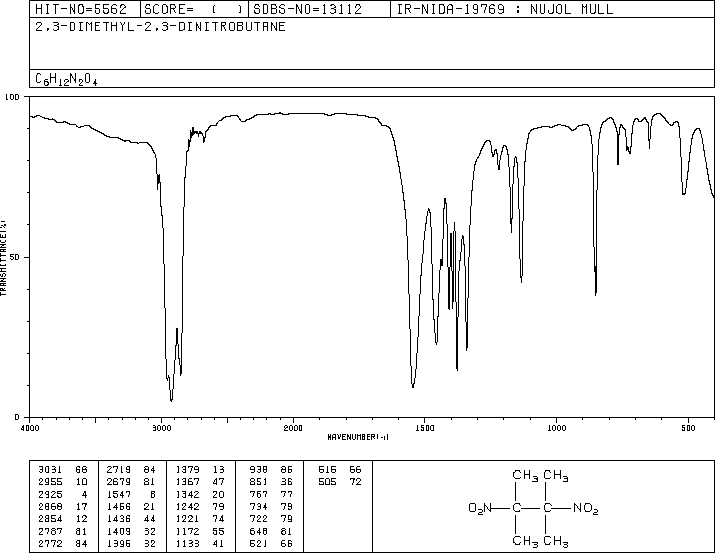 HIT-NO=5562 SCORE= ( ) SDBS-NO=13112 IR-NIDA-19769 : NUJOL MULL
2,3-DIMETHYL-2,3-DINITROBUTANE
C6H12N2O4
100
50
0
TRANSMITTANCE(%)
4000 3000 2000 1500 1000 500
WAVENUMBER(-1)
3031 68 2719 84 1379 13 938 86 516 66
2955 10 2679 81 1367 47 851 36 505 72
2925 4 1547 8 1342 20 767 77
2868 17 1456 21 1242 79 734 79
2854 12 1436 44 1221 74 722 79
2787 81 1409 32 1172 55 648 81
2772 84 1395 32 1133 41 521 66
CH3 CH3
O2N C C NO2
CH3 CH3